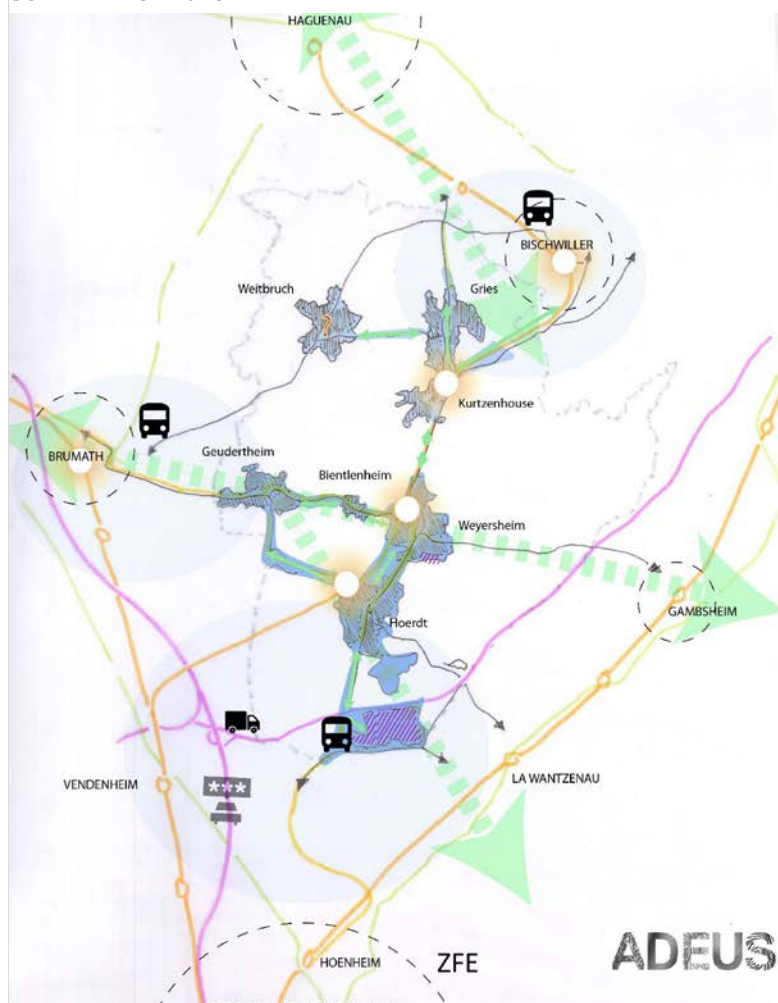 HAGUENAU
BISCHWILLER
Weitbruch
Gries
Kurtzenhouse
BRUMATH
Geudertheim
Bientlenheim
Weyersheim
GAMBSHEIM
Hoerdt
***
VENDENHEIM
LA WANTZENAU
HOENHEIM
ZFE
ADEUS